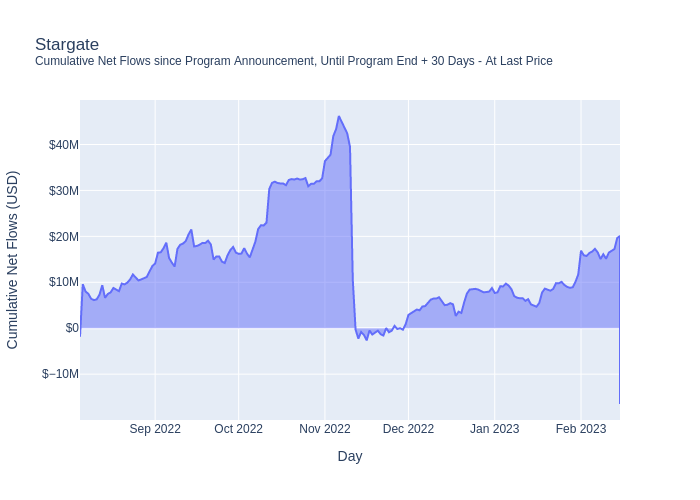 Stargate
Cumulative Net Flows since Program Announcement, Until Program End + 30 Days - At Last Price
Cumulative Net Flows (USD)
$40M
$30M
$20M
$10M
$0
$−10M
Sep 2022
Oct 2022
Nov 2022
Dec 2022
Jan 2023
Feb 2023
Day